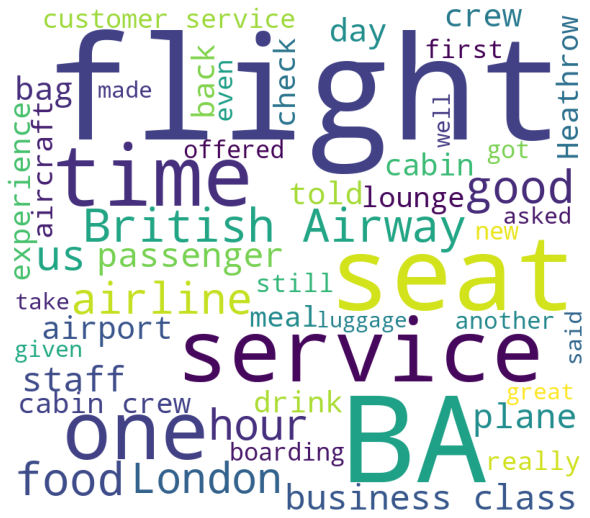 customer service
crew
day
first
flight
back
even
check
Heathrow
bag
made
well
aircraft
experience
time
offered
cabin
got
told
lounge
good
asked
British Airway
new
us
passenger
still
seat
take
airline
meal
luggage
another
said
airport
given
service
staff
great
cabin crew
drink
BA
plane
one
hour
boarding
really
food
London
business class